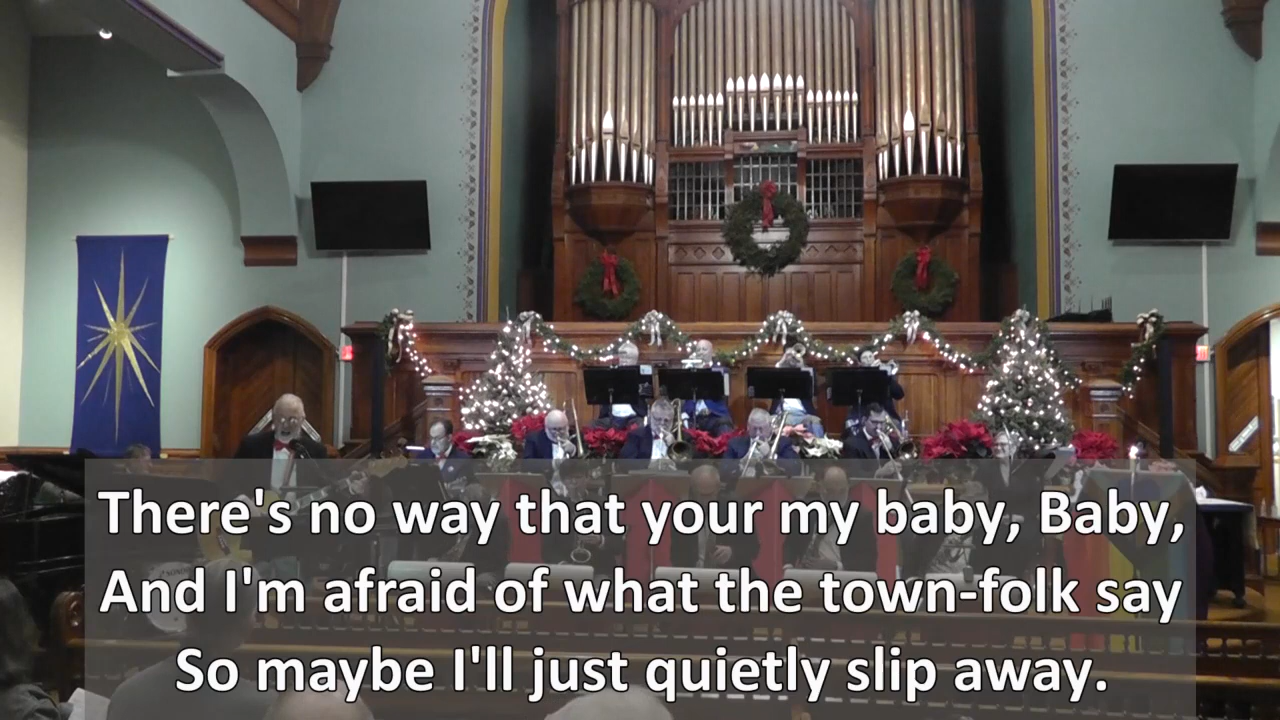 There's no way that your my baby, Baby,
And I'm afraid of what the town-folk say
So maybe I'll just quietly slip away.